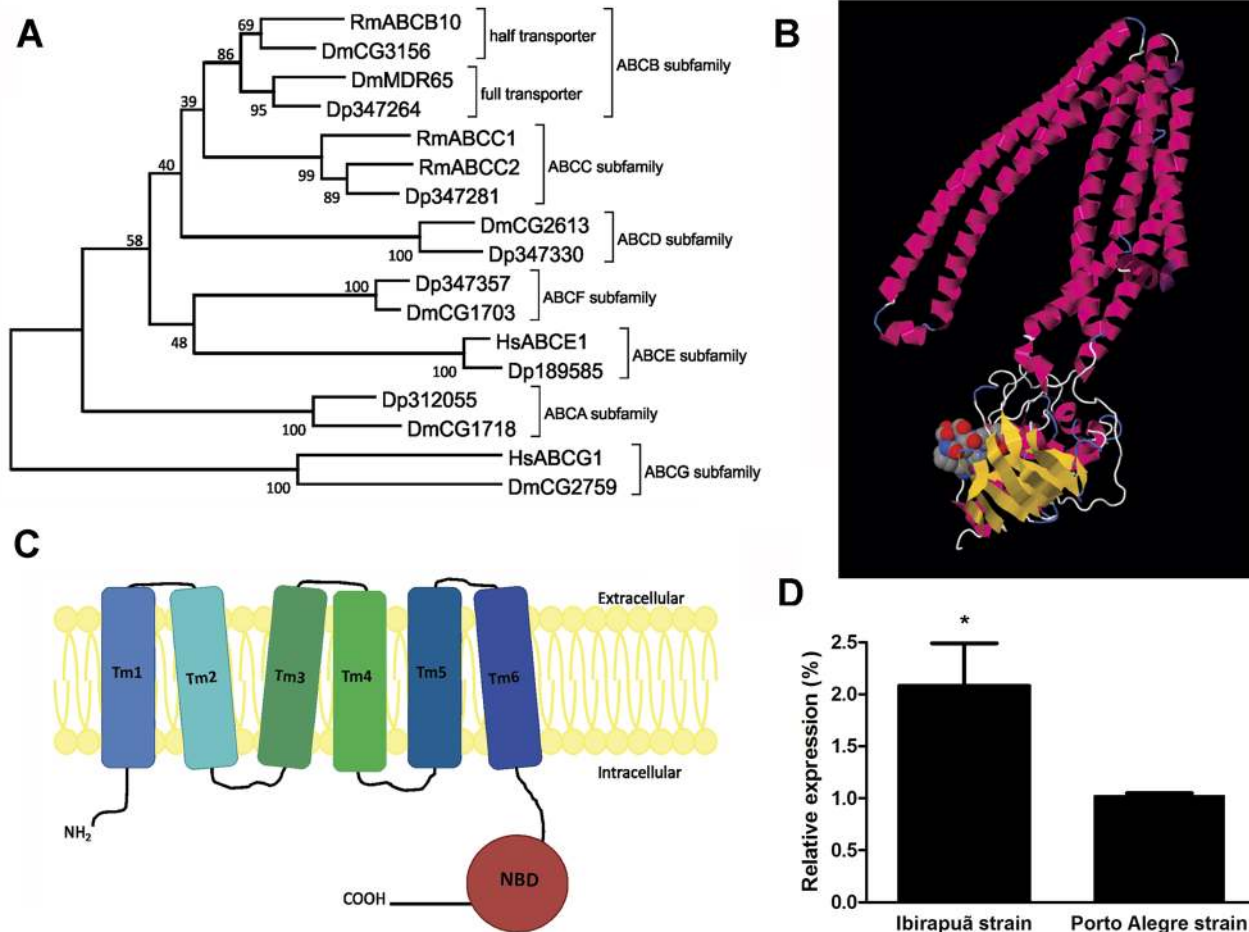 A
69
RmABCB10
DmCG3156
half transporter
86
DmMDR65
95
Dp347264
full transporter
ABCB subfamily
39
RmABCC1
99
RmABCC2
89
Dp347281
ABCC subfamily
40
DmCG2613
100
Dp347330
ABCD subfamily
58
100
Dp347357
DmCG1703
ABCF subfamily
48
HsABCE1
100
Dp189585
ABCE subfamily
Dp312055
100
DmCG1718
ABCA subfamily
HsABCG1
100
DmCG2759
ABCG subfamily
B
C
Extracellular
Tm1
Tm2
Tm3
Tm4
Tm5
Tm6
Intracellular
NH2
NBD
COOH
D
Relative expression (%)
2.5
2.0
1.5
1.0
0.5
0.0
*
Ibirapuã strain
Porto Alegre strain